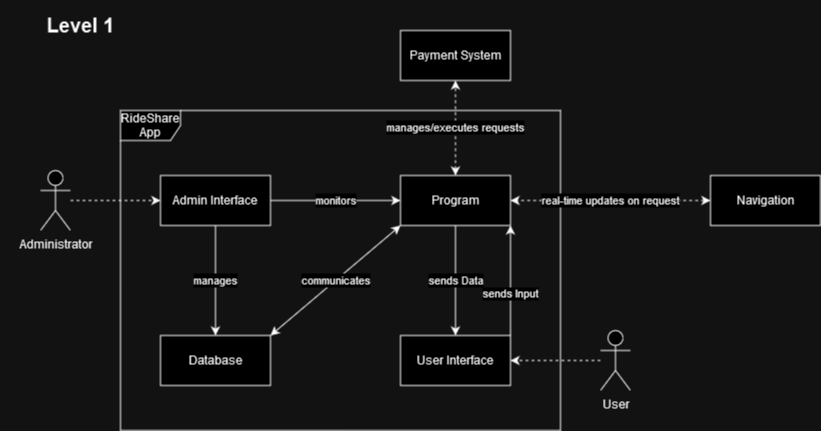 Level 1
Payment System
manages/executes requests
RideShare
App
Admin Interface
monitors
Program
real-time updates on request
Navigation
Administrator
manages
communicates
sends Data
sends Input
Database
User Interface
User